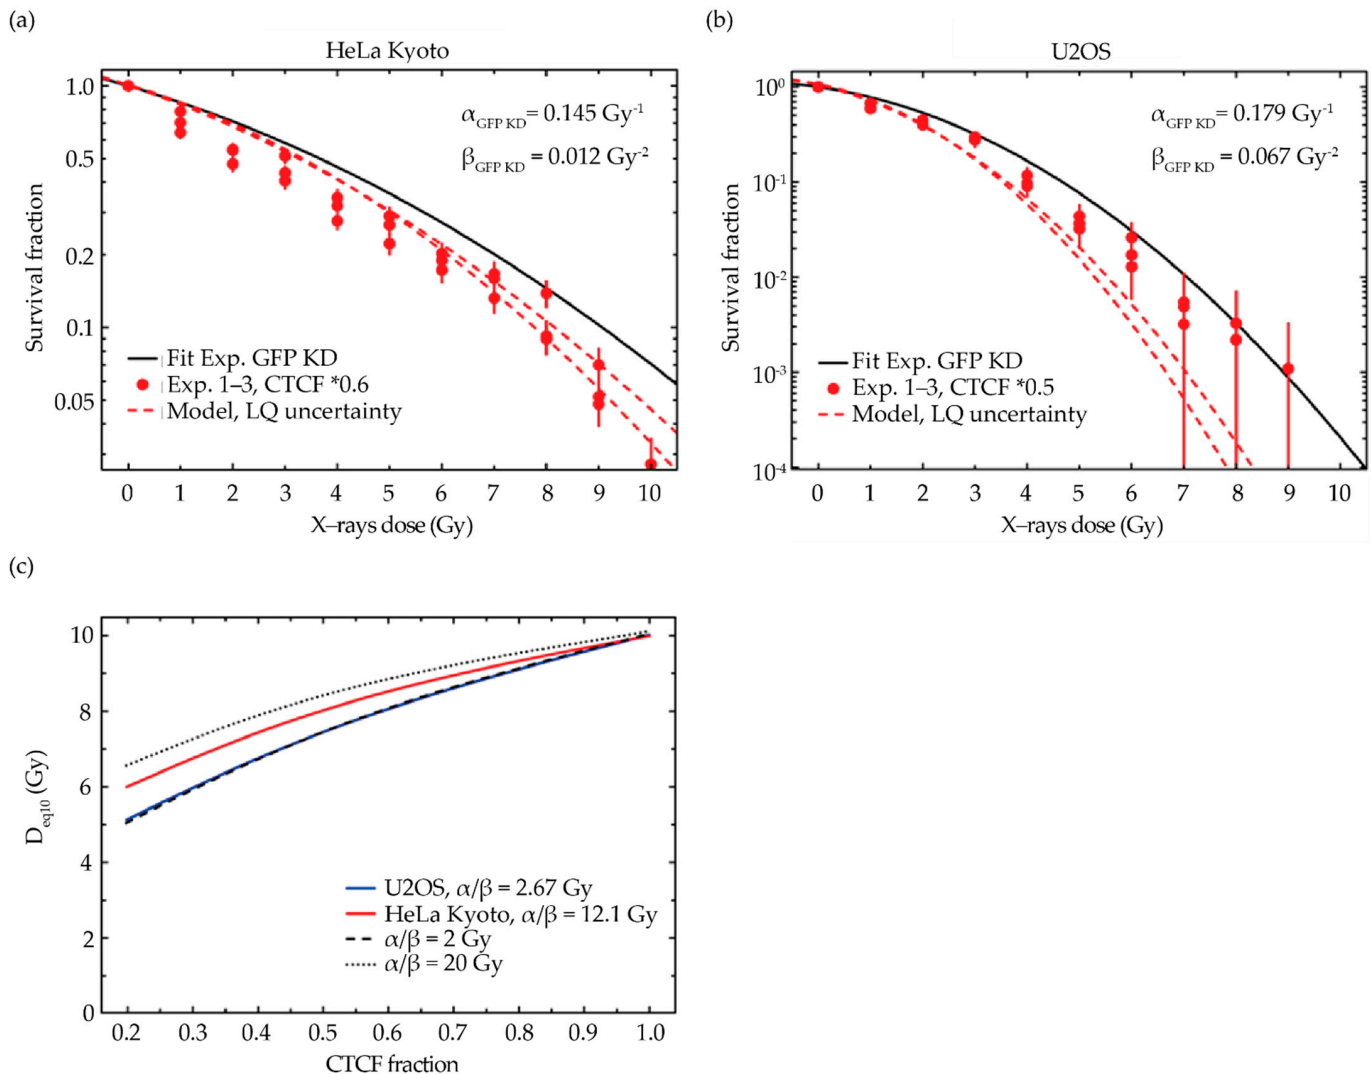 (a)
HeLa Kyoto
Survival fraction
1.0
0.5
0.2
0.1
0.05
α_GFP KD = 0.145 Gy⁻¹
β_GFP KD = 0.012 Gy⁻²
Fit Exp. GFP KD
Exp. 1–3, CTCF *0.6
Model, LQ uncertainty
0 1 2 3 4 5 6 7 8 9 10
X–rays dose (Gy)
(b)
U2OS
Survival fraction
10⁰
10⁻¹
10⁻²
10⁻³
10⁻⁴
α_GFP KD = 0.179 Gy⁻¹
β_GFP KD = 0.067 Gy⁻²
Fit Exp. GFP KD
Exp. 1–3, CTCF *0.5
Model, LQ uncertainty
0 1 2 3 4 5 6 7 8 9 10
X–rays dose (Gy)
(c)
D_eq10 (Gy)
10
8
6
4
2
0
U2OS, α/β = 2.67 Gy
HeLa Kyoto, α/β = 12.1 Gy
α/β = 2 Gy
α/β = 20 Gy
0.2 0.3 0.4 0.5 0.6 0.7 0.8 0.9 1.0
CTCF fraction